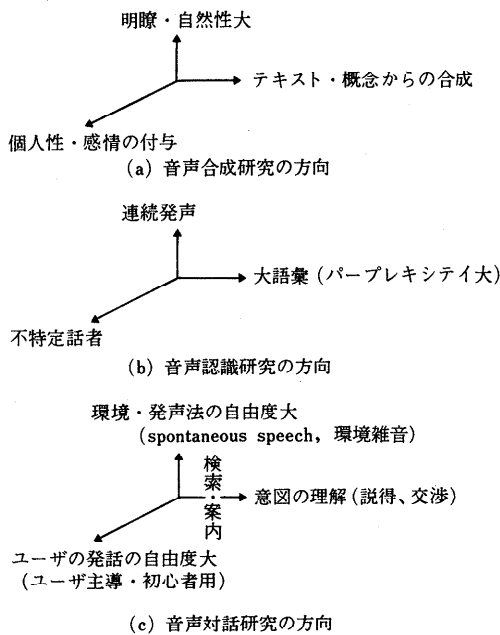 明瞭・自然性大
テキスト・概念からの合成
個人性・感情の付与
(a) 音声合成研究の方向
連続発声
大語彙 (パープレキシテイ大)
不特定話者
(b) 音声認識研究の方向
環境・発声法の自由度大
(spontaneous speech, 環境雑音)
検索・案内
意図の理解 (説得、交渉)
ユーザの発話の自由度大
(ユーザ主導・初心者用)
(c) 音声対話研究の方向